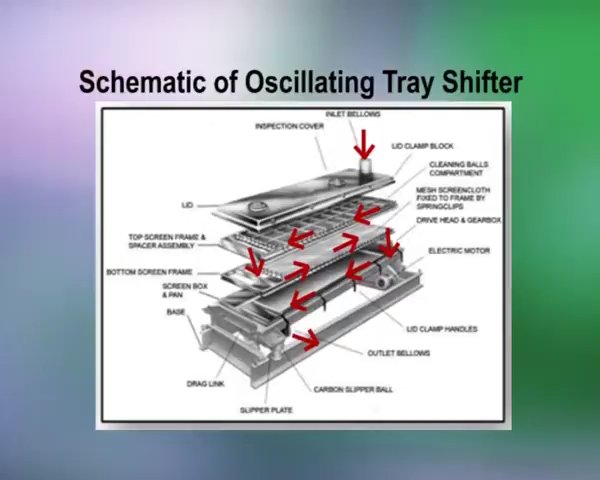 Schematic of Oscillating Tray Shifter
INLET BELLOWS
INSPECTION COVER
LID CLAMP BLOCK
CLEANING BALLS
COMPARTMENT
MESH SCREENCLOTH
FIXED TO FRAME BY
SPRINGCLIPS
LID
DRIVE HEAD & GEARBOX
TOP SCREEN FRAME &
SPACER ASSEMBLY
ELECTRIC MOTOR
BOTTOM SCREEN FRAME
SCREEN BOX
& PAN
BASE
LID CLAMP HANDLES
OUTLET BELLOWS
DRAG LINK
CARBON SLIPPER BALL
SLIPPER PLATE